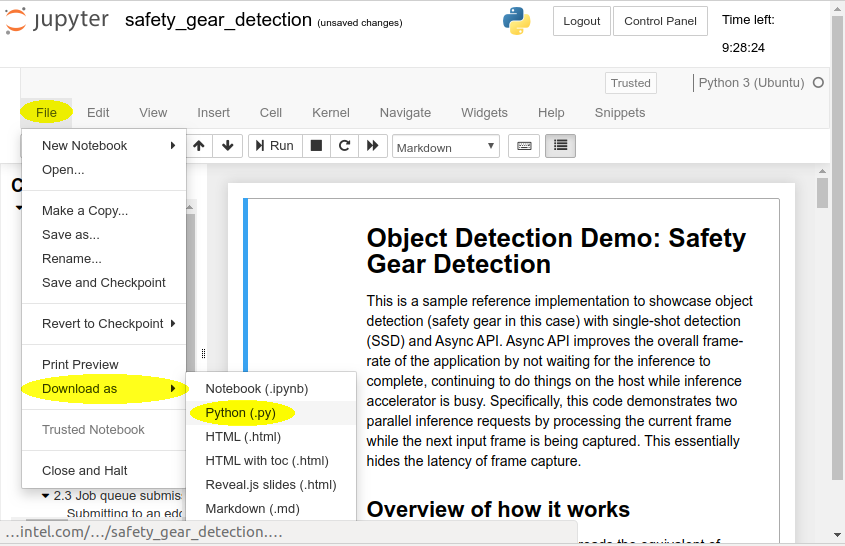 jupyter safety_gear_detection (unsaved changes)
Logout Control Panel Time left:
9:28:24
Trusted Python 3 (Ubuntu)
File Edit View Insert Cell Kernel Navigate Widgets Help Snippets
Run Markdown
New Notebook
Open...
Make a Copy...
Save as...
Rename...
Save and Checkpoint
Revert to Checkpoint
Print Preview
Download as
Trusted Notebook
Close and Halt
Notebook (.ipynb)
Python (.py)
HTML (.html)
HTML with toc (.html)
Reveal.js slides (.html)
Markdown (.md)
2.3 Job queue submis
Submitting to an edg
…intel.com/…/safety_gear_detection.…
Object Detection Demo: Safety
Gear Detection
This is a sample reference implementation to showcase object
detection (safety gear in this case) with single-shot detection
(SSD) and Async API. Async API improves the overall frame-
rate of the application by not waiting for the inference to
complete, continuing to do things on the host while inference
accelerator is busy. Specifically, this code demonstrates two
parallel inference requests by processing the current frame
while the next input frame is being captured. This essentially
hides the latency of frame capture.
Overview of how it works
reads the equivalent of